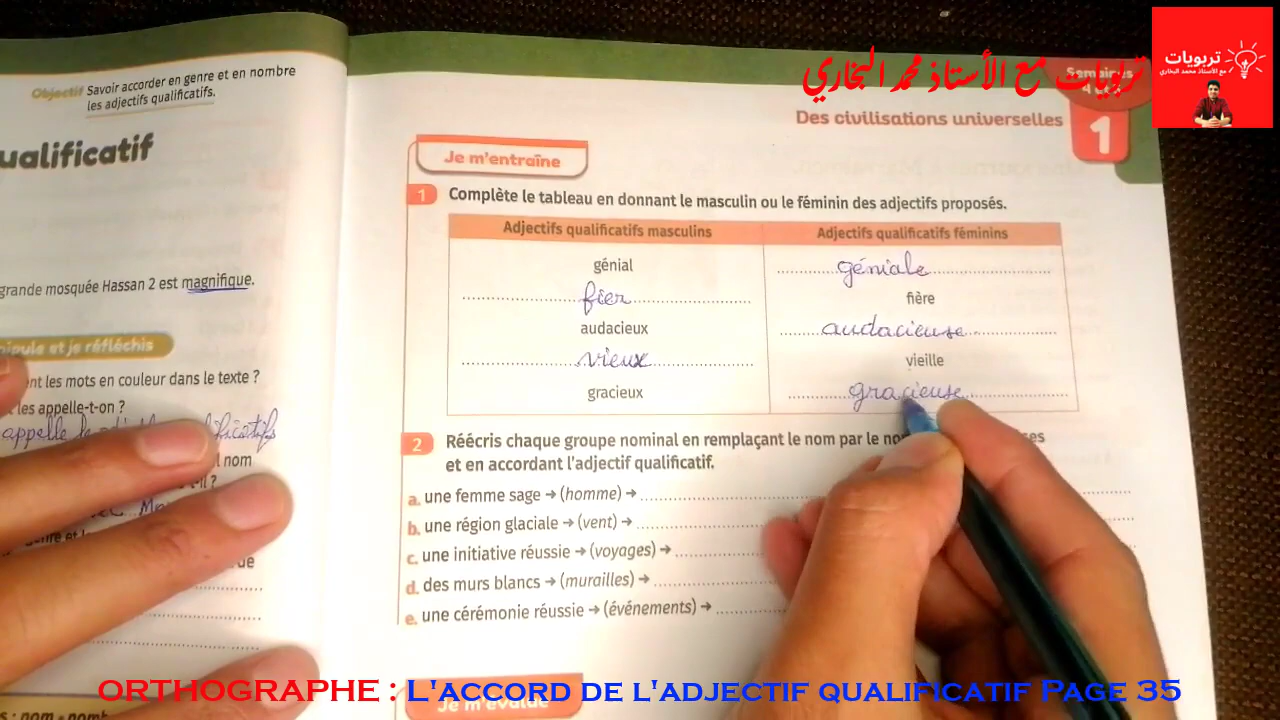 تربويات مع الأستاذ محمد البخاري
تربويات
مع الأستاذ محمد البخاري
Objectif Savoir accorder en genre et en nombre
les adjectifs qualificatifs.
ualificatif
grande mosquée Hassan 2 est magnifique.
nipule et je réfléchis
ent les mots en couleur dans le texte ?
les appelle-t-on ?
appelle
l nom
Semaines
Des civilisations universelles
1
Je m'entraîne
1 Complète le tableau en donnant le masculin ou le féminin des adjectifs proposés.
Adjectifs qualificatifs masculins Adjectifs qualificatifs féminins
génial géniale
fier fière
audacieux audacieuse
vieux vieille
gracieux gracieuse
2 Réécris chaque groupe nominal en remplaçant le nom par le
et en accordant l'adjectif qualificatif.
a. une femme sage → (homme) →
b. une région glaciale → (vent) →
c. une initiative réussie → (voyages) →
d. des murs blancs → (murailles) →
e. une cérémonie réussie → (événements) →
Je m'évalue
ORTHOGRAPHE : L'accord de l'adjectif qualificatif Page 35